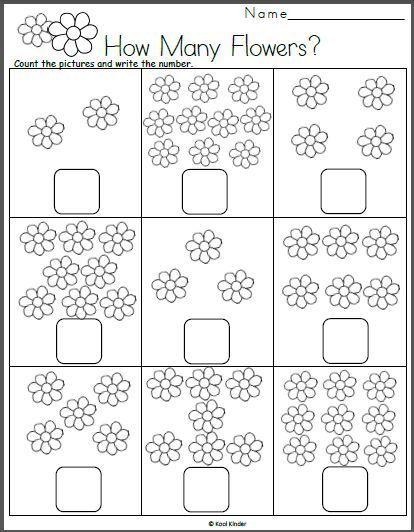 Name
How Many Flowers?
Count the pictures and write the number.
© Kool Kinder